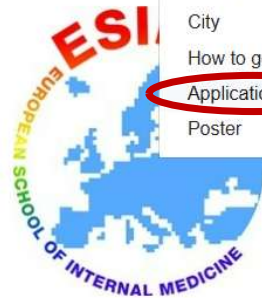 ESI
EUROPEAN SCHOOL OF INTERNAL MEDICINE
City
How to g
Applicatio
Poster